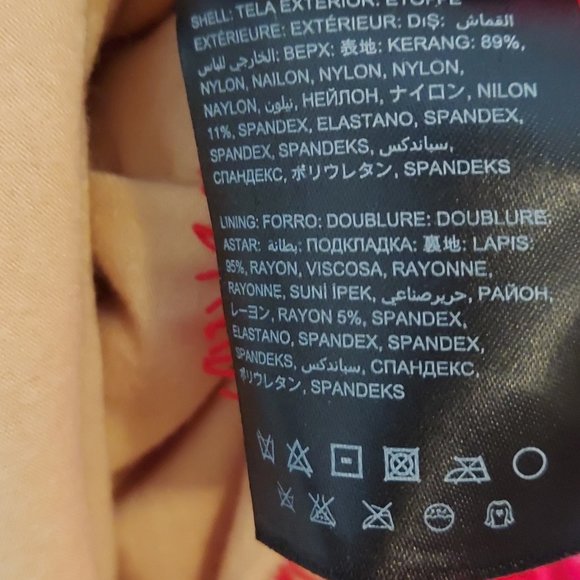 SHELL: TELA EXTERIOR: ÉTOFFE
EXTÉRIEURE: EXTÉRIEUR: DIŞ: القماش
الخارجي للباس: ВЕРХ: 表地: KERANG: 89%,
NYLON, NAILON, NYLON, NYLON,
NAYLON, نيلون, НЕЙЛОН, ナイロン, NILON
11%, SPANDEX, ELASTANO, SPANDEX,
SPANDEX, SPANDEKS, سباندكس,
СПАНДЕКС, ポリウレタン, SPANDEKS
LINING: FORRO: DOUBLURE: DOUBLURE:
ASTAR: بطانة: ПОДКЛАДКА: 裏地: LAPIS:
95%, RAYON, VISCOSA, RAYONNE,
RAYONNE, SUNİ İPEK, حريرصناعي, РАЙОН,
レーヨン, RAYON 5%, SPANDEX,
ELASTANO, SPANDEX, SPANDEX,
SPANDEKS, سباندكس, СПАНДЕКС,
ポリウレタン, SPANDEKS